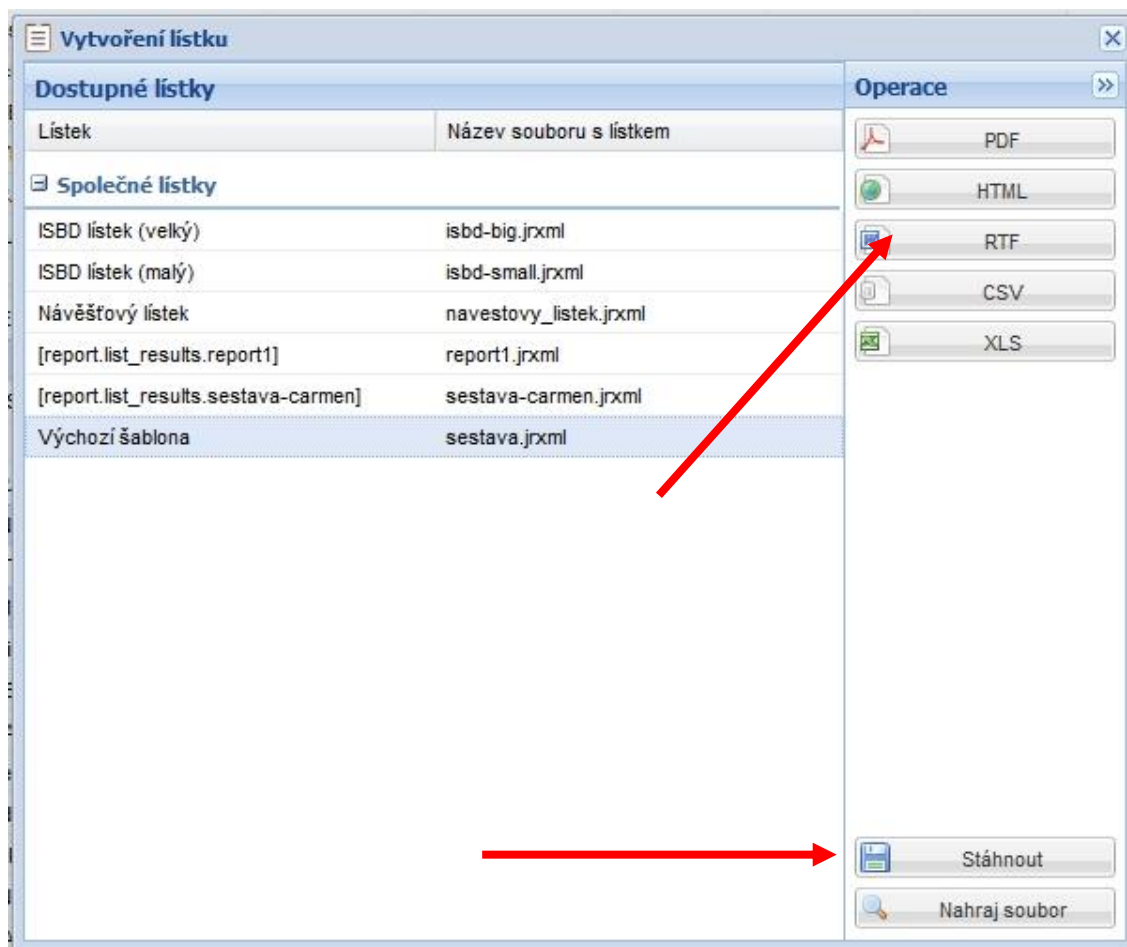 Vytvoření lístku
Dostupné lístky
Operace
Lístek Název souboru s lístkem
PDF
Společné lístky
HTML
ISBD lístek (velký) isbd-big.jrxml
RTF
ISBD lístek (malý) isbd-small.jrxml
CSV
Návěšťový lístek navestovy_listek.jrxml
[report.list_results.report1] report1.jrxml
XLS
[report.list_results.sestava-carmen] sestava-carmen.jrxml
Výchozí šablona sestava.jrxml
Stáhnout
Nahraj soubor